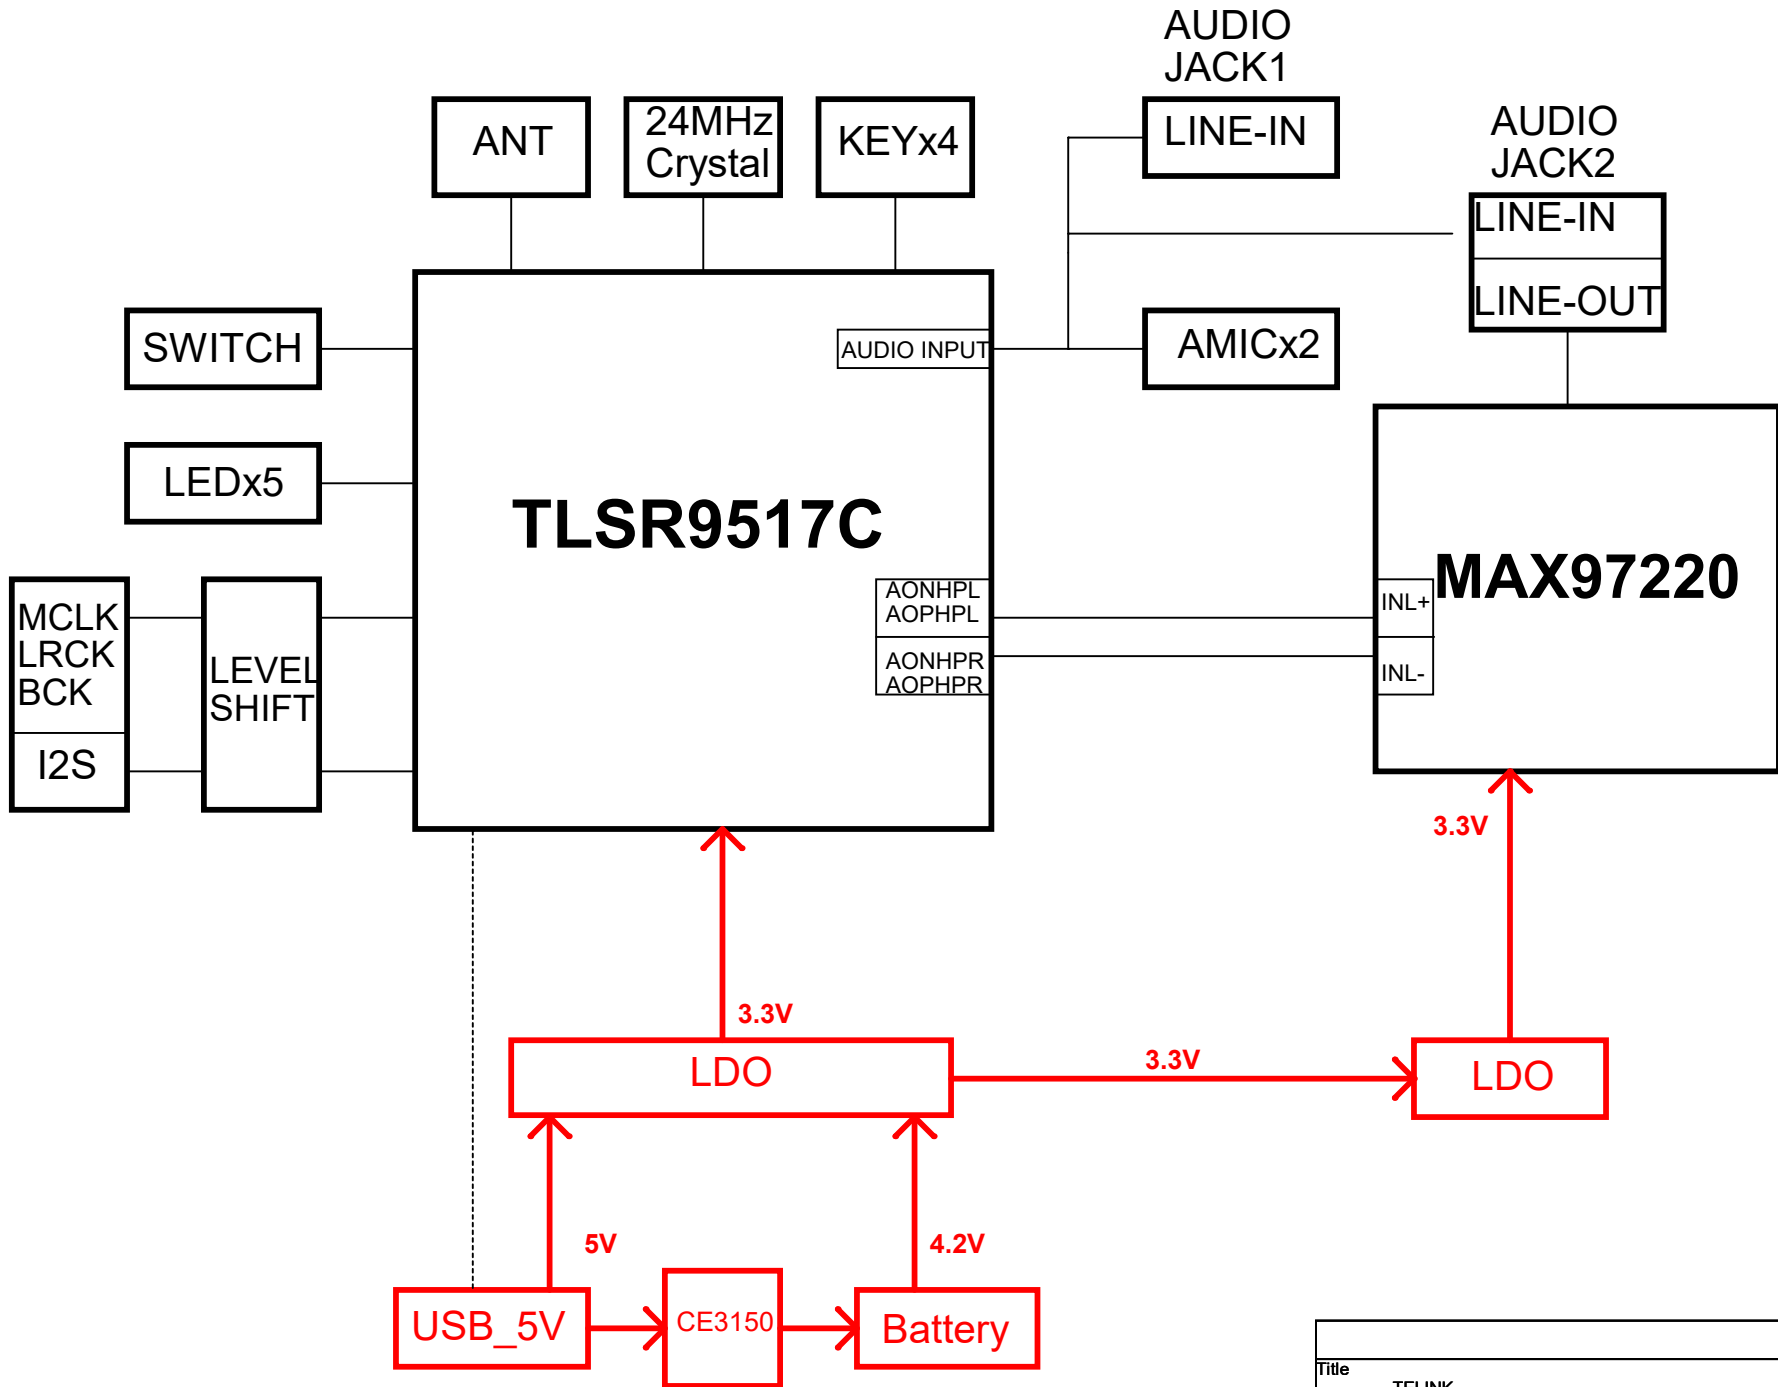 AUDIO
JACK1
ANT
24MHz
Crystal
KEYx4
LINE-IN
AUDIO
JACK2
LINE-IN
LINE-OUT
SWITCH
AUDIO INPUT
AMICx2
LEDx5
TLSR9517C
MCLK
LRCK
BCK
I2S
LEVEL
SHIFT
AONHPL
AOPHPL
AONHPR
AOPHPR
INL+
INL-
MAX97220
3.3V
3.3V
LDO
3.3V
LDO
5V
4.2V
USB_5V
CE3150
Battery
Title
TELINK